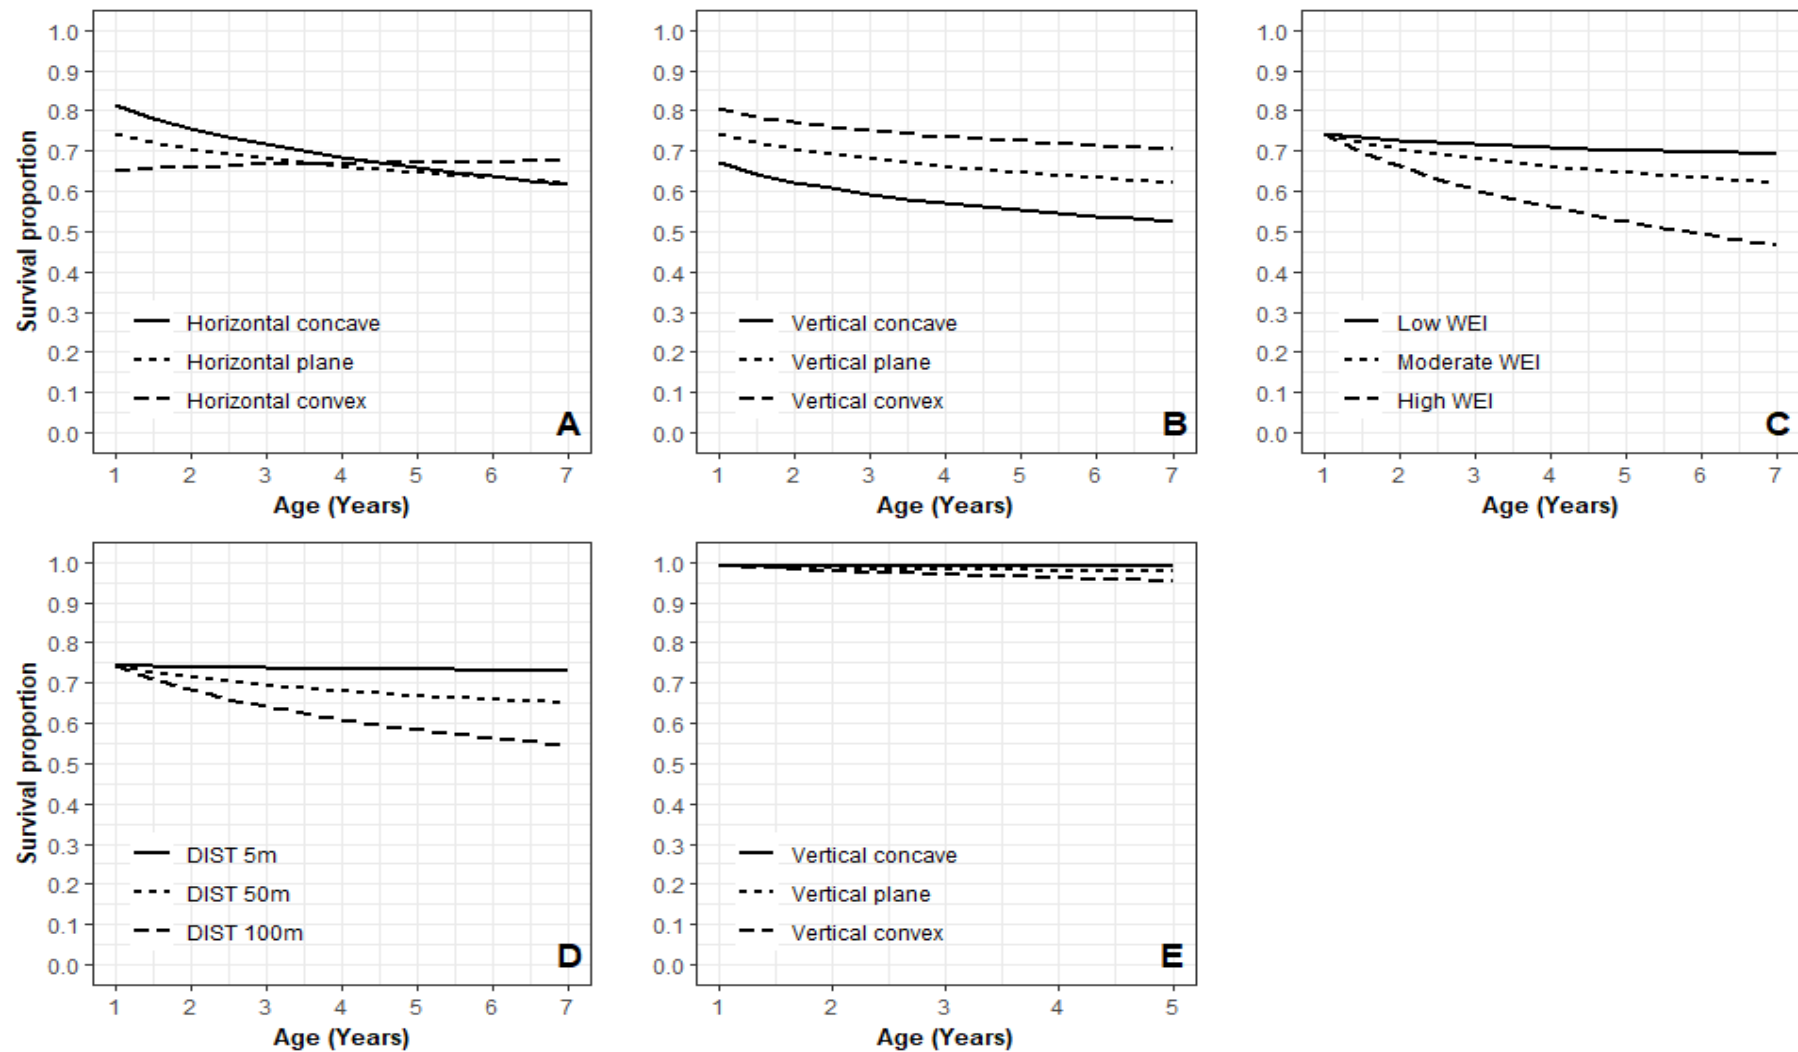 1.0
0.9
0.8
0.7
0.6
0.5
0.4
0.3
0.2
0.1
0.0
Survival proportion
Horizontal concave
Horizontal plane
Horizontal convex
A
1 2 3 4 5 6 7
Age (Years)
1.0
0.9
0.8
0.7
0.6
0.5
0.4
0.3
0.2
0.1
0.0
Vertical concave
Vertical plane
Vertical convex
B
1 2 3 4 5 6 7
Age (Years)
1.0
0.9
0.8
0.7
0.6
0.5
0.4
0.3
0.2
0.1
0.0
Low WEI
Moderate WEI
High WEI
C
1 2 3 4 5 6 7
Age (Years)
1.0
0.9
0.8
0.7
0.6
0.5
0.4
0.3
0.2
0.1
0.0
Survival proportion
DIST 5m
DIST 50m
DIST 100m
D
1 2 3 4 5 6 7
Age (Years)
1.0
0.9
0.8
0.7
0.6
0.5
0.4
0.3
0.2
0.1
0.0
Vertical concave
Vertical plane
Vertical convex
E
1 2 3 4 5
Age (Years)